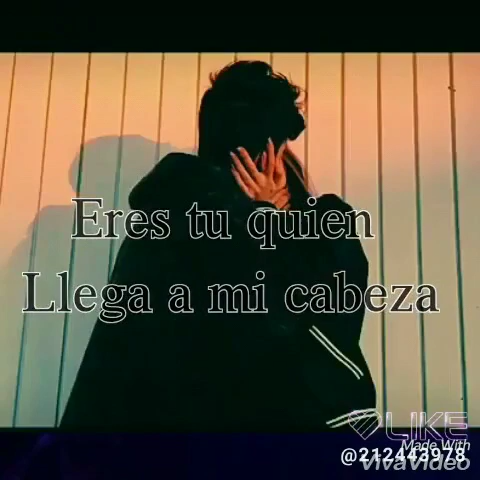 Eres tu quien
Llega a mi cabeza
LIKE
Made With
@212443978
VivaVideo